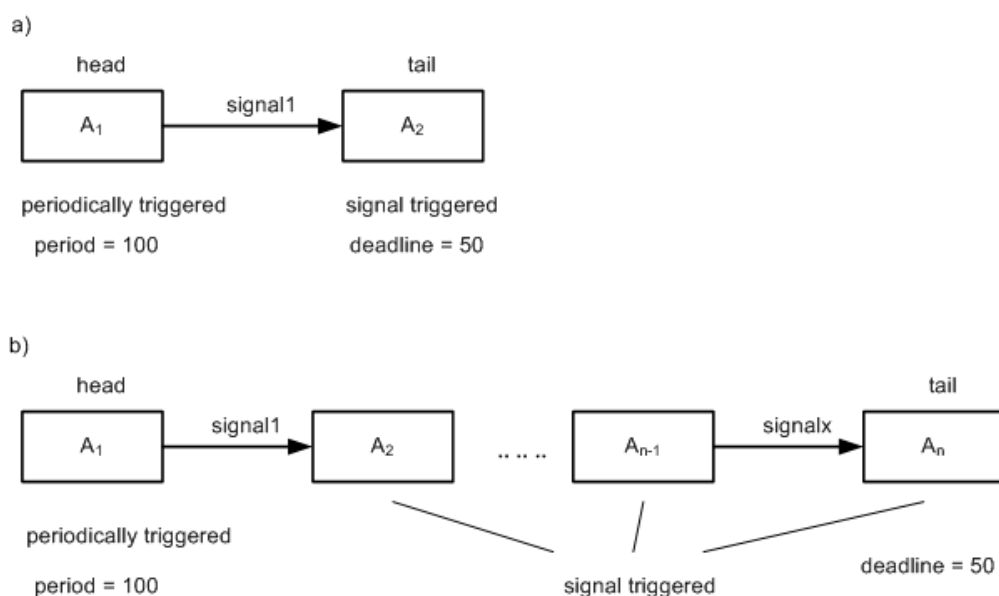 a)
head tail
signal1
A₁ A₂
periodically triggered signal triggered
period = 100 deadline = 50
b)
head tail
signal1 signalx
A₁ A₂ .. .. .. Aₙ₋₁ Aₙ
periodically triggered
deadline = 50
period = 100 signal triggered